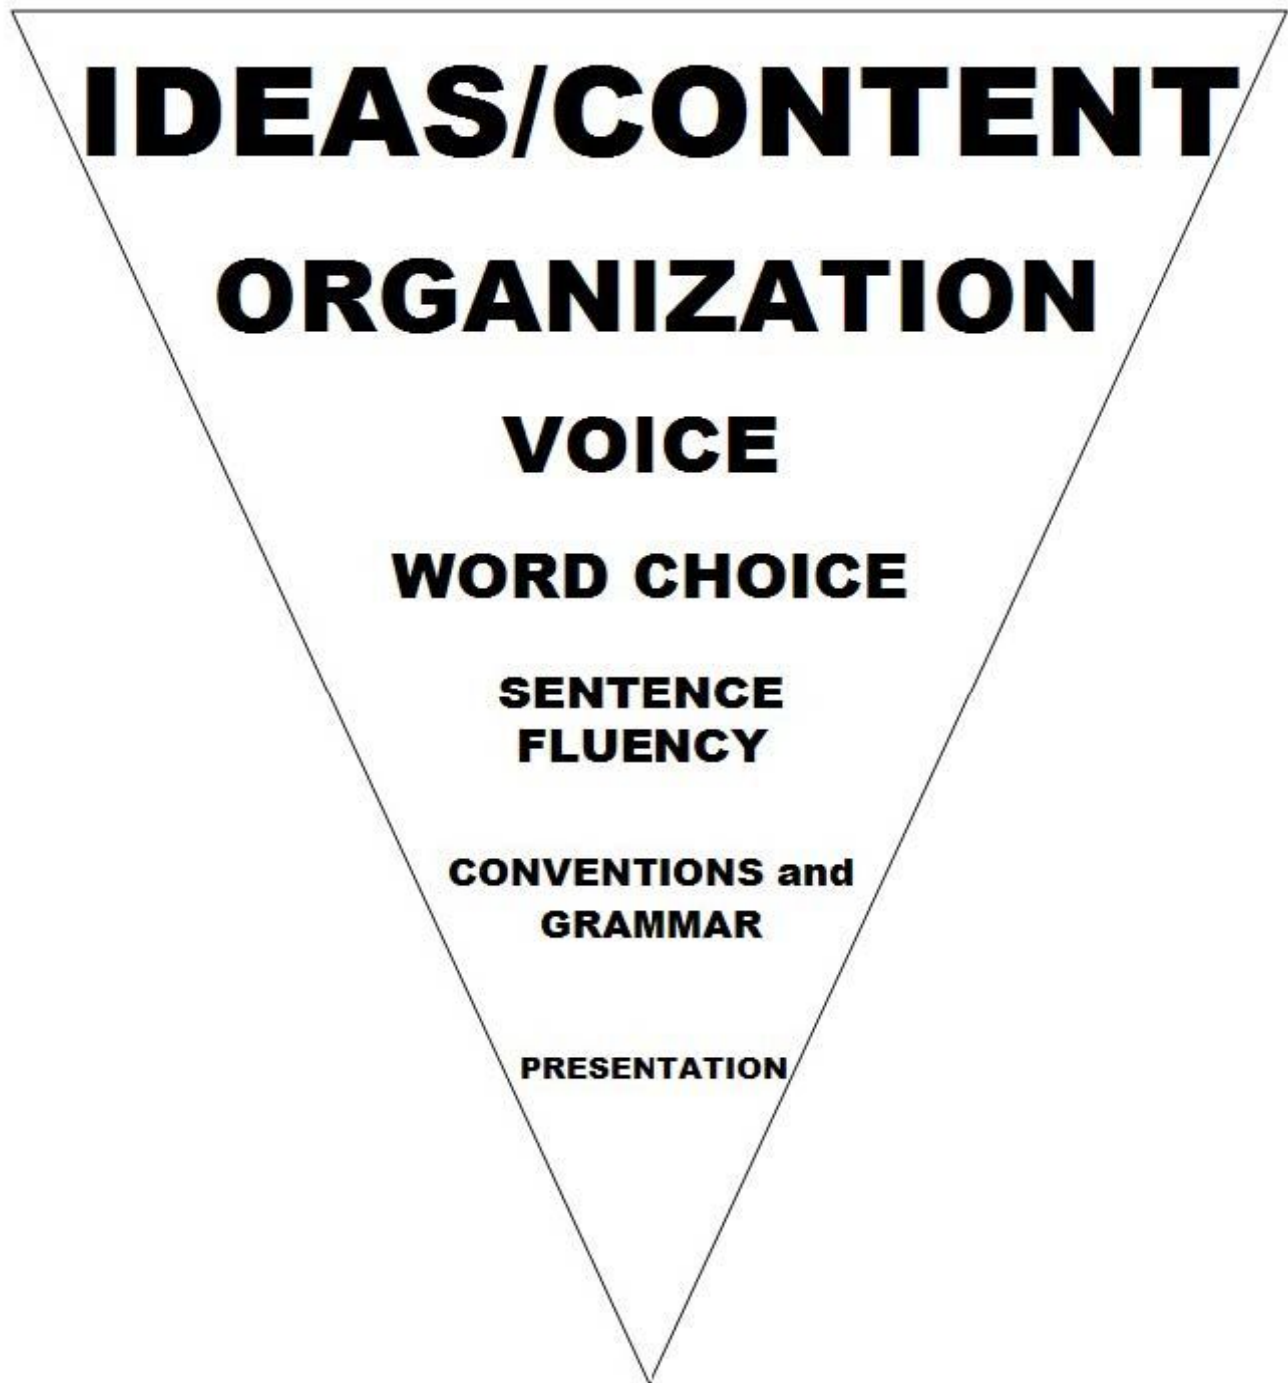 IDEAS/CONTENT
ORGANIZATION
VOICE
WORD CHOICE
SENTENCE
FLUENCY
CONVENTIONS and
GRAMMAR
PRESENTATION